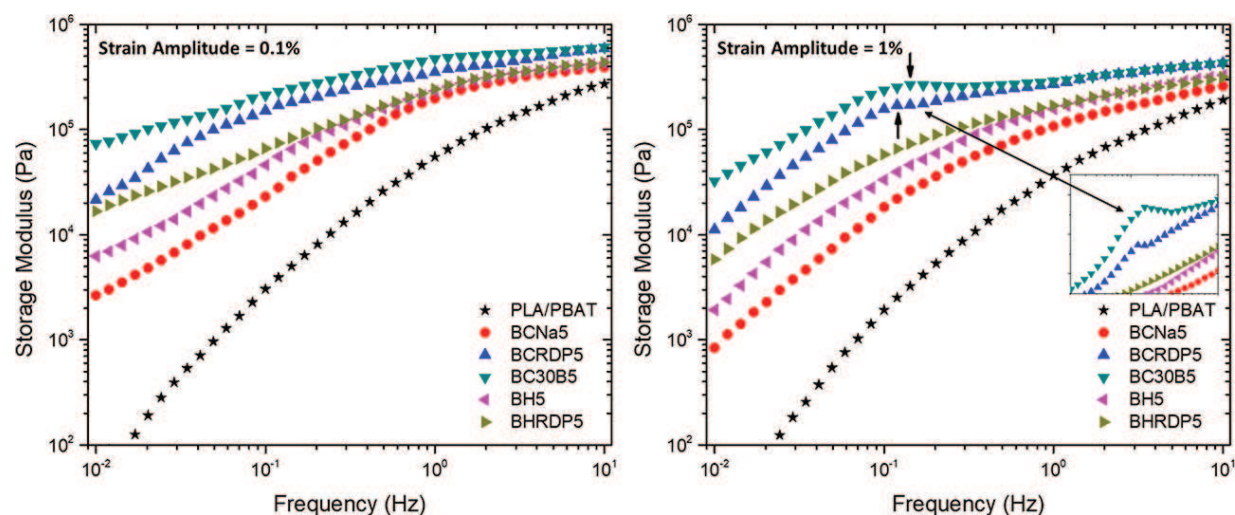 Strain Amplitude = 0.1%
Storage Modulus (Pa)
10⁶
10⁵
10⁴
10³
10²
PLA/PBAT
BCNa5
BCRDP5
BC30B5
BH5
BHRDP5
10⁻²
10⁻¹
10⁰
10¹
Frequency (Hz)
Strain Amplitude = 1%
Storage Modulus (Pa)
10⁶
10⁵
10⁴
10³
10²
PLA/PBAT
BCNa5
BCRDP5
BC30B5
BH5
BHRDP5
10⁻²
10⁻¹
10⁰
10¹
Frequency (Hz)